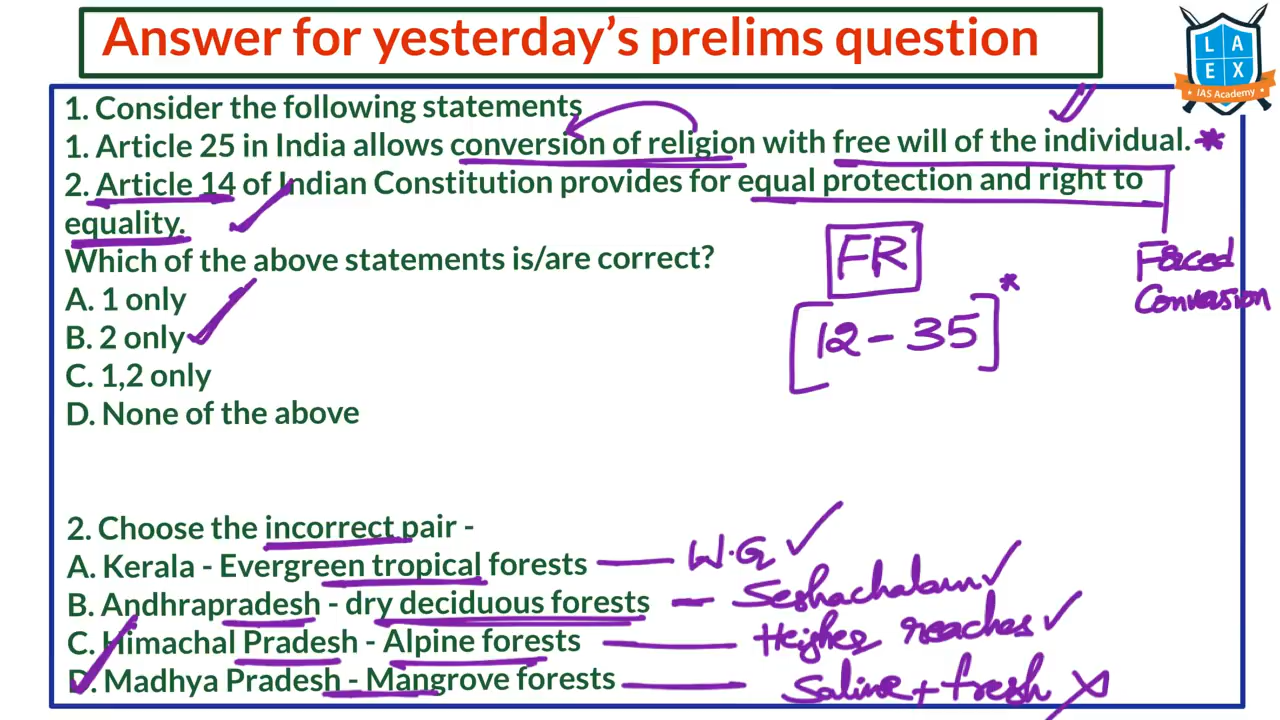 Answer for yesterday's prelims question
L A
E X
IAS Academy
1. Consider the following statements
1. Article 25 in India allows conversion of religion with free will of the individual. *
2. Article 14 of Indian Constitution provides for equal protection and right to
equality.
Which of the above statements is/are correct?
FR
Forced
Conversion
A. 1 only
B. 2 only
[12 - 35]*
C. 1,2 only
D. None of the above
2. Choose the incorrect pair -
A. Kerala - Evergreen tropical forests W.G
B. Andhrapradesh - dry deciduous forests - Seshachalam
C. Himachal Pradesh - Alpine forests Higher reaches
D. Madhya Pradesh - Mangrove forests Saline + fresh